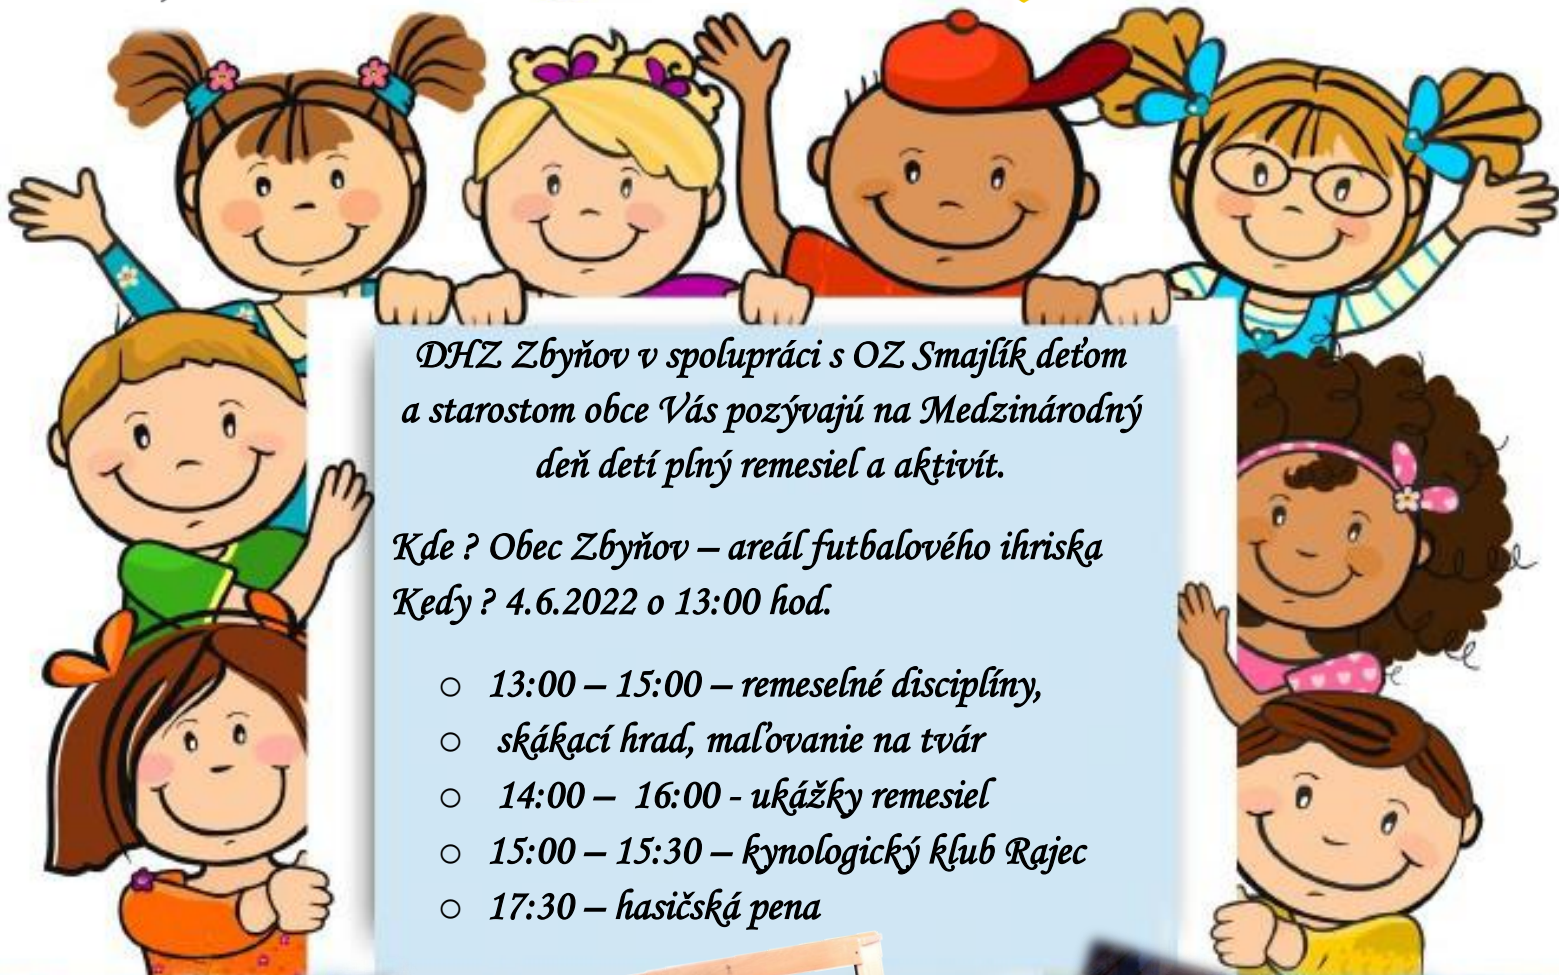 DHZ Zbyňov v spolupráci s OZ Smajlík deťom
a starostom obce Vás pozývajú na Medzinárodný
deň detí plný remesiel a aktivít.
Kde ? Obec Zbyňov – areál futbalového ihriska
Kedy ? 4.6.2022 o 13:00 hod.
o 13:00 – 15:00 – remeselné disciplíny,
o skákací hrad, maľovanie na tvár
o 14:00 – 16:00 - ukážky remesiel
o 15:00 – 15:30 – kynologický klub Rajec
o 17:30 – hasičská pena